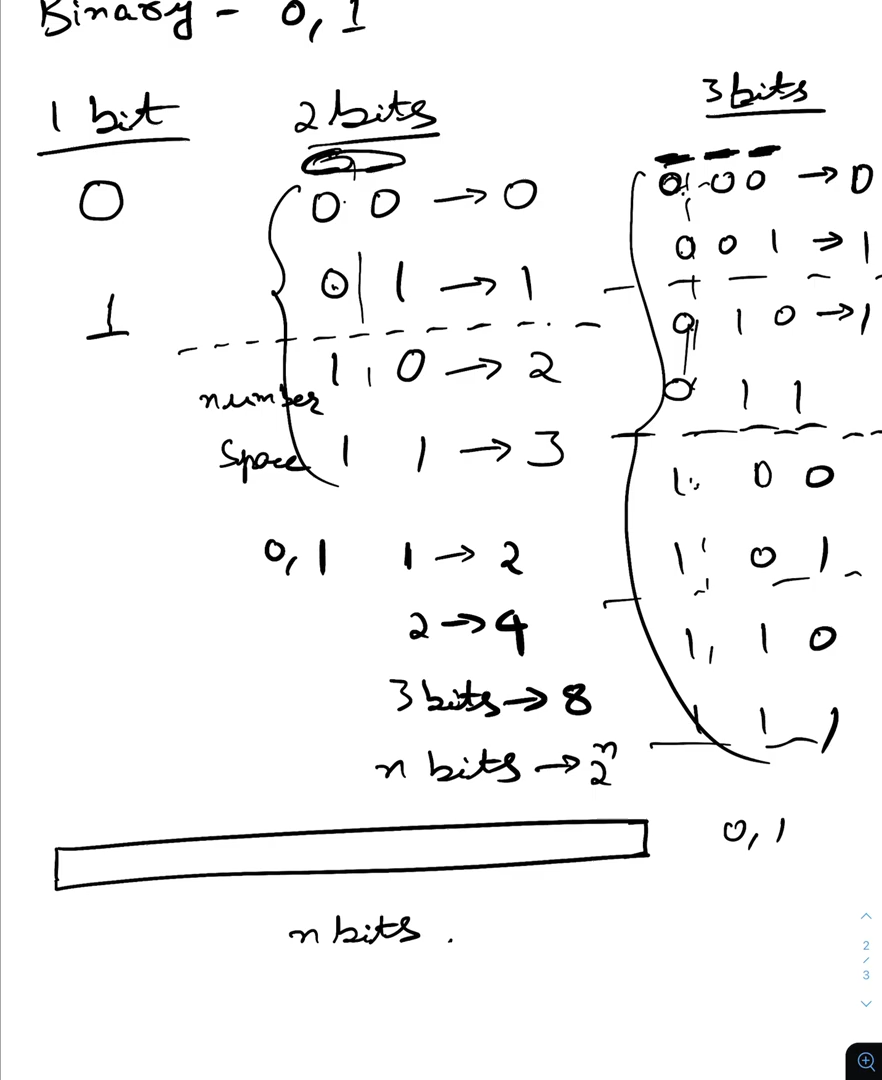 Binary - 0, 1
1 bit
0
1
2 bits
0 0 → 0
0 1 → 1
1 0 → 2
1 1 → 3
number
space
3 bits
0 0 0 → 0
0 0 1 → 1
0 1 0 → 1
0 1 1
1 0 0
1 0 1
1 1 0
1 1 1
0, 1 1 → 2
2 → 4
3 bits → 8
n bits → 2ⁿ
0, 1
n bits.
2
/
3